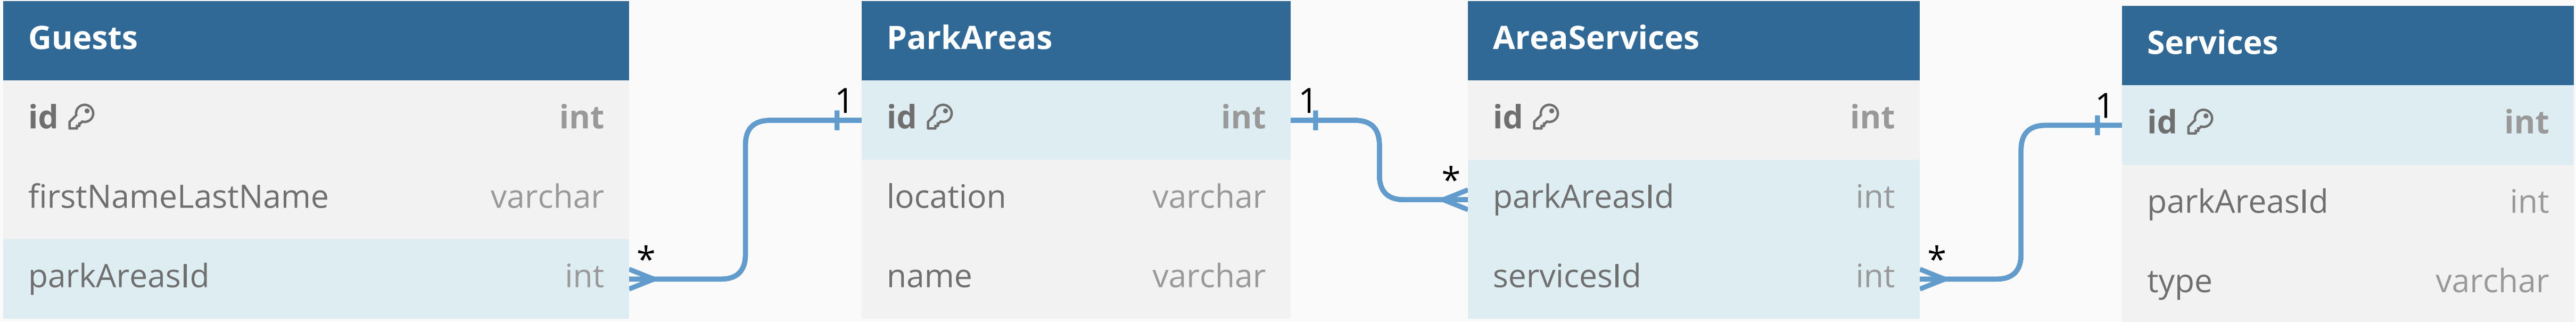 Guests
id int
firstNameLastName varchar
parkAreasId int
*
1
ParkAreas
id int
location varchar
name varchar
1
*
AreaServices
id int
parkAreasId int
servicesId int
*
1
Services
id int
parkAreasId int
type varchar